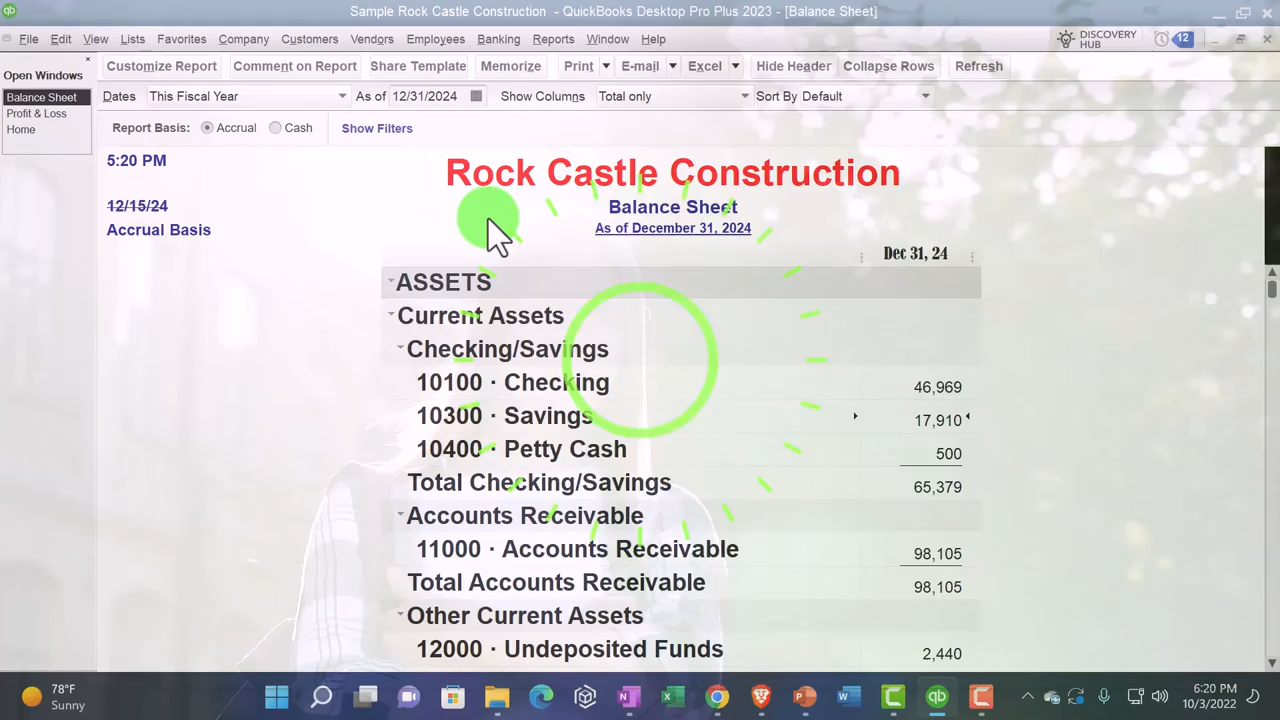 Sample Rock Castle Construction - QuickBooks Desktop Pro Plus 2023 - [Balance Sheet]
File Edit View Lists Favorites Company Customers Vendors Employees Banking Reports Window Help
DISCOVERY HUB 12
Open Windows
Balance Sheet
Profit & Loss
Home
Customize Report Comment on Report Share Template Memorize Print E-mail Excel Hide Header Collapse Rows Refresh
Dates This Fiscal Year As of 12/31/2024 Show Columns Total only Sort By Default
Report Basis: Accrual Cash Show Filters
5:20 PM
12/15/24
Accrual Basis
Rock Castle Construction
Balance Sheet
As of December 31, 2024
Dec 31, 24
ASSETS
Current Assets
Checking/Savings
10100 · Checking 46,969
10300 · Savings 17,910
10400 · Petty Cash 500
Total Checking/Savings 65,379
Accounts Receivable
11000 · Accounts Receivable 98,105
Total Accounts Receivable 98,105
Other Current Assets
12000 · Undeposited Funds 2,440
78°F
Sunny
6:20 PM
10/3/2022